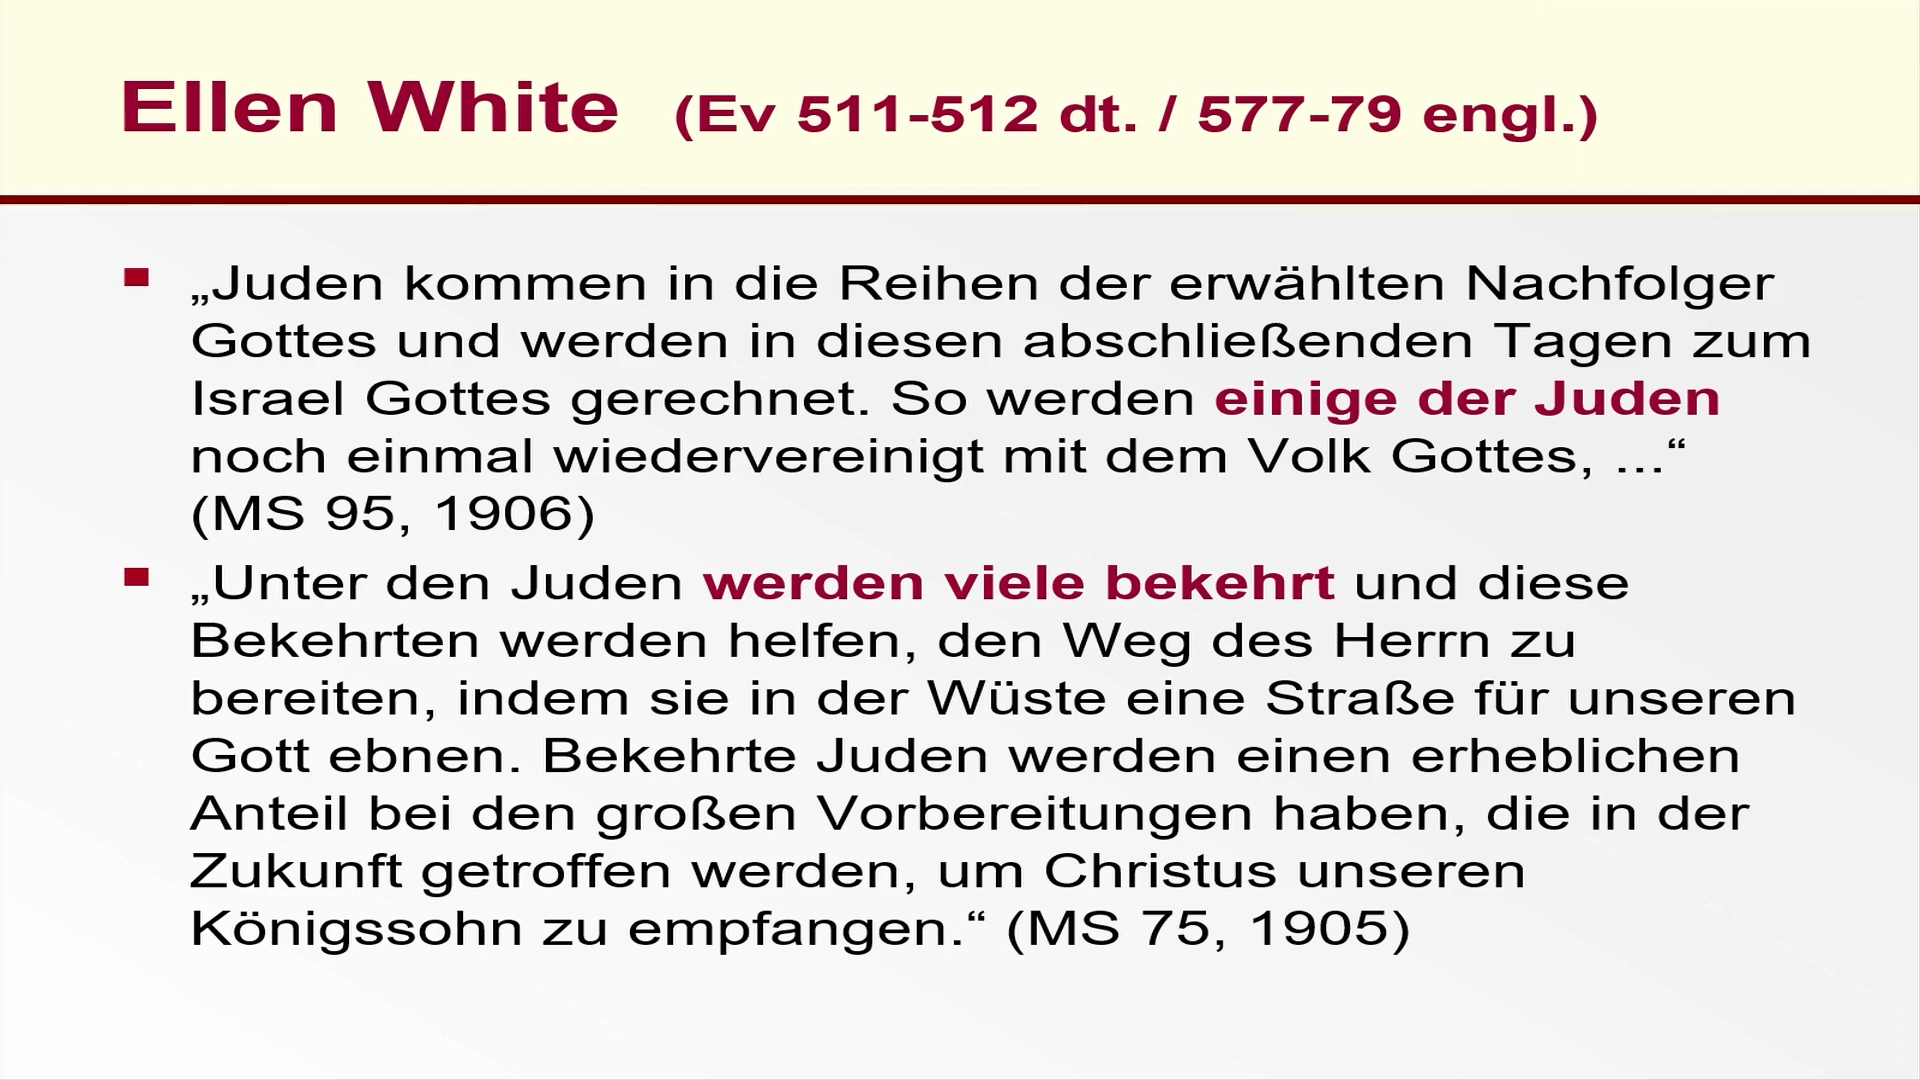 Ellen White (Ev 511-512 dt. / 577-79 engl.)
„Juden kommen in die Reihen der erwählten Nachfolger
Gottes und werden in diesen abschließenden Tagen zum
Israel Gottes gerechnet. So werden einige der Juden
noch einmal wiedervereinigt mit dem Volk Gottes, ...“
(MS 95, 1906)
„Unter den Juden werden viele bekehrt und diese
Bekehrten werden helfen, den Weg des Herrn zu
bereiten, indem sie in der Wüste eine Straße für unseren
Gott ebnen. Bekehrte Juden werden einen erheblichen
Anteil bei den großen Vorbereitungen haben, die in der
Zukunft getroffen werden, um Christus unseren
Königssohn zu empfangen.“ (MS 75, 1905)